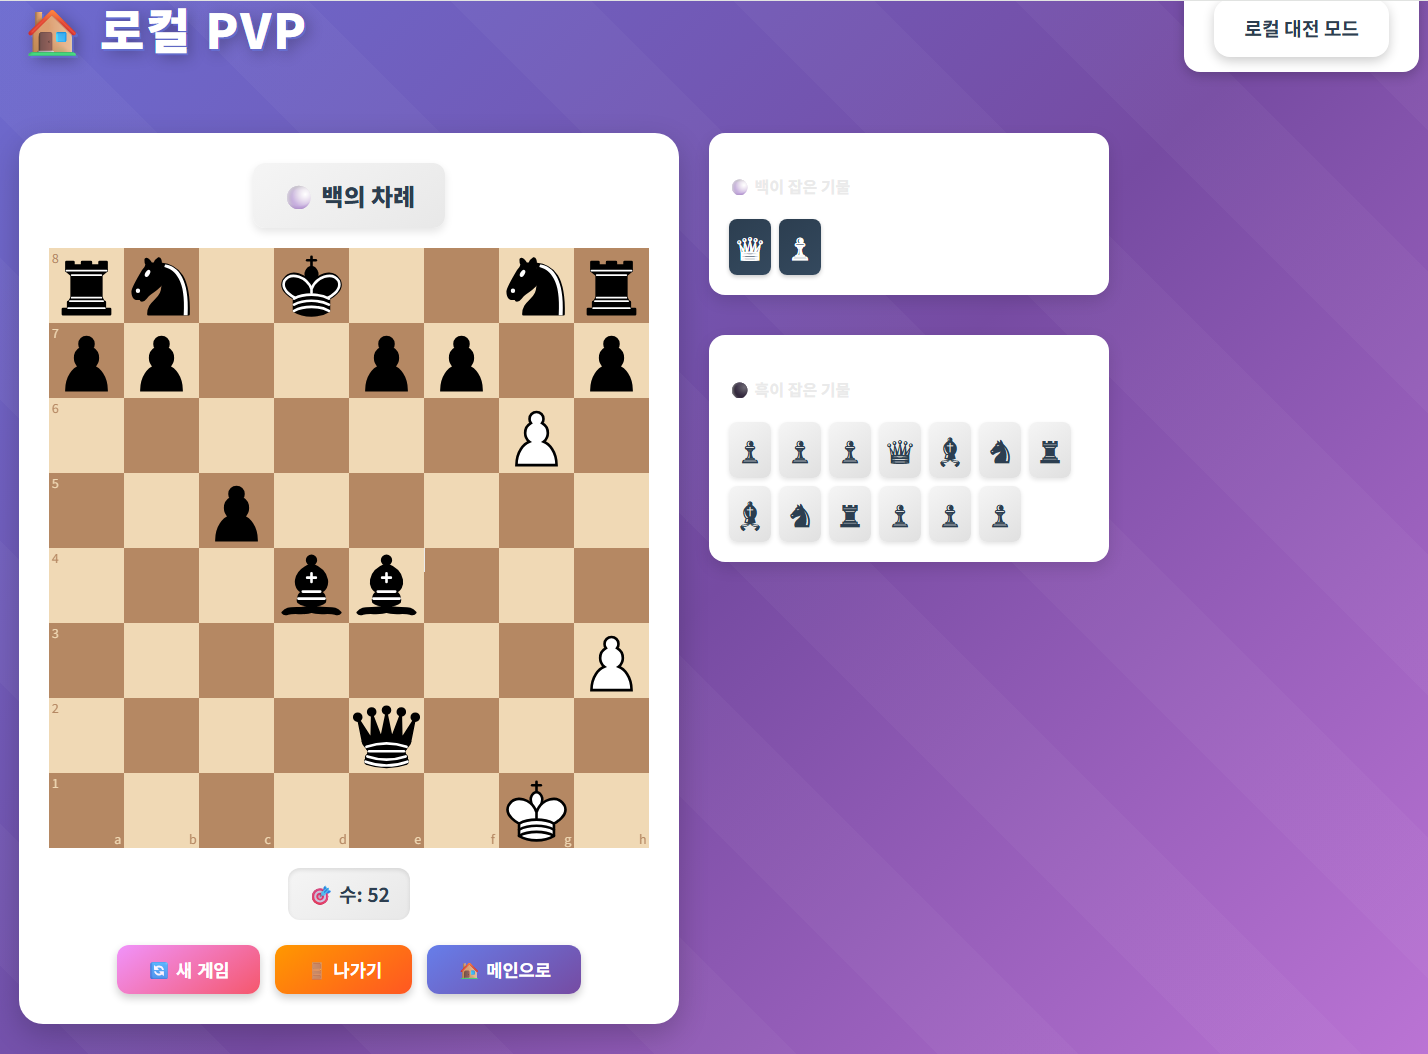 로컬 PVP
로컬 대전 모드
백의 차례
백이 잡은 기물
흑이 잡은 기물
8
7
6
5
4
3
2
1
a b c d e f g h
수: 52
새 게임
나가기
메인으로